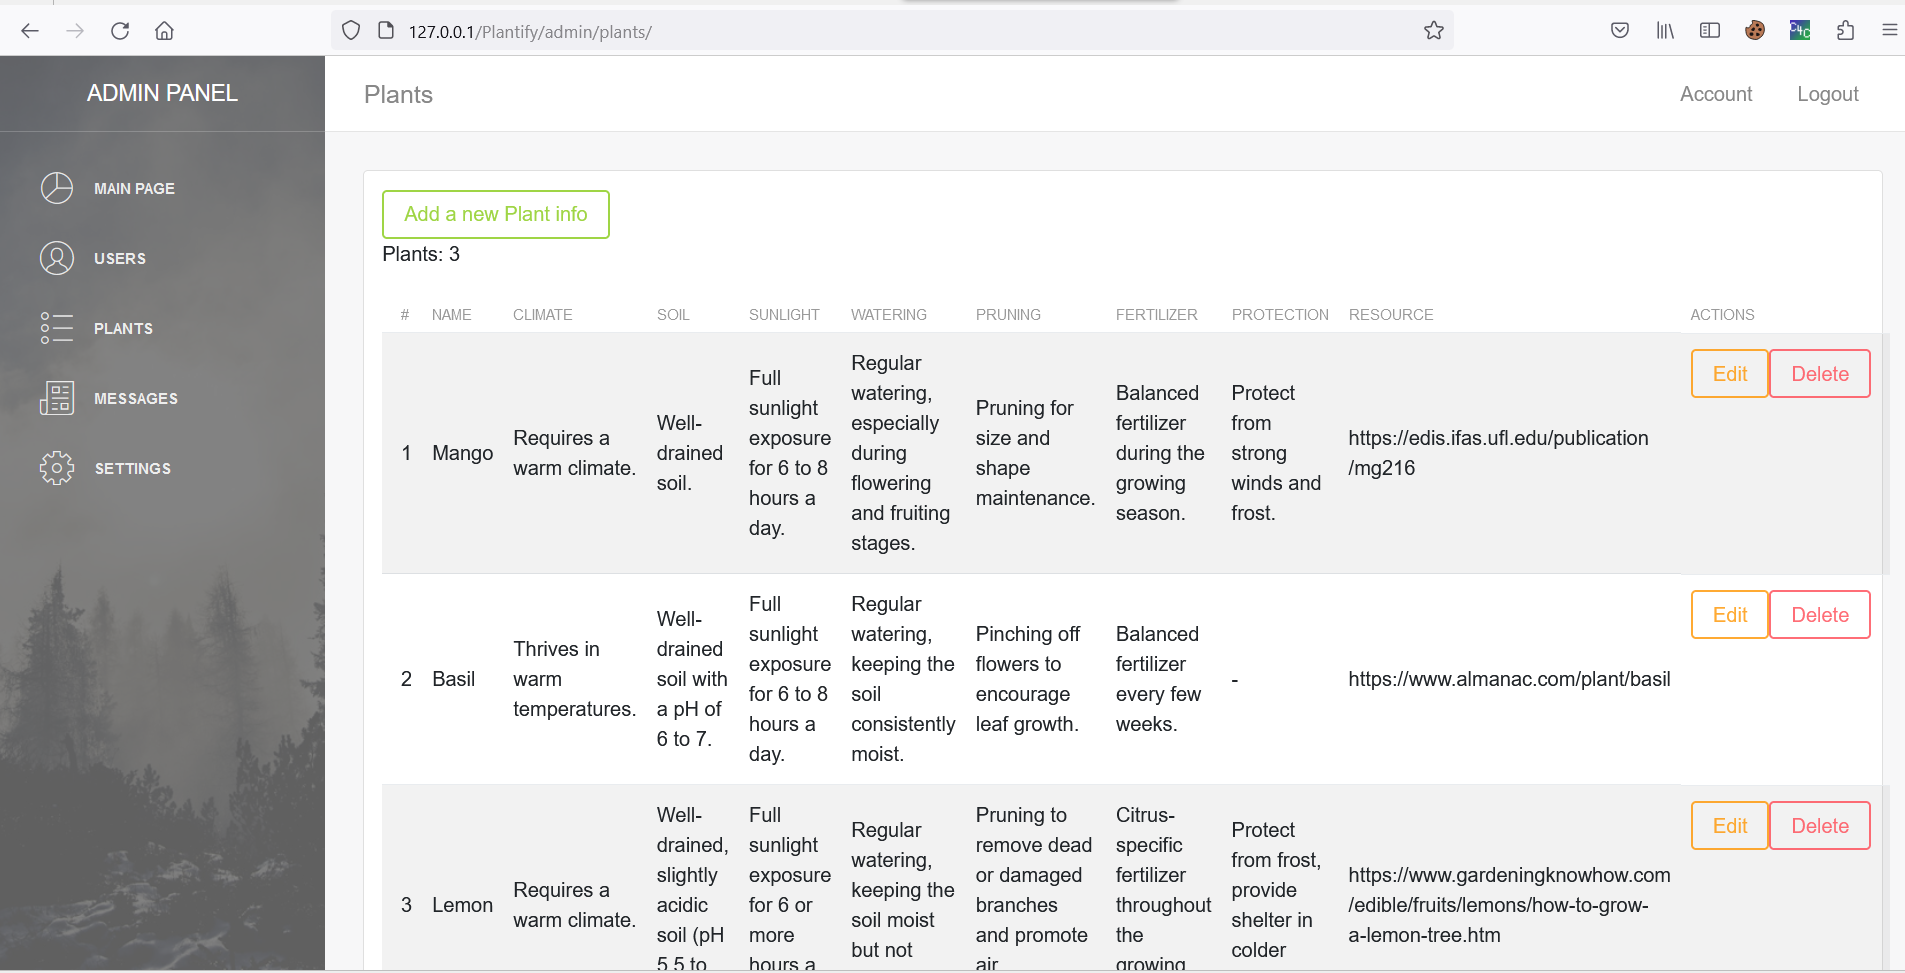 127.0.0.1/Plantify/admin/plants/
C4C
ADMIN PANEL
Plants
Account
Logout
MAIN PAGE
USERS
PLANTS
MESSAGES
SETTINGS
Add a new Plant info
Plants: 3
# NAME CLIMATE SOIL SUNLIGHT WATERING PRUNING FERTILIZER PROTECTION RESOURCE ACTIONS
1
Mango
Requires a
warm climate.
Well-
drained
soil.
Full
sunlight
exposure
for 6 to 8
hours a
day.
Regular
watering,
especially
during
flowering
and fruiting
stages.
Pruning for
size and
shape
maintenance.
Balanced
fertilizer
during the
growing
season.
Protect
from
strong
winds and
frost.
https://edis.ifas.ufl.edu/publication
/mg216
Edit
Delete
2
Basil
Thrives in
warm
temperatures.
Well-
drained
soil with
a pH of
6 to 7.
Full
sunlight
exposure
for 6 to 8
hours a
day.
Regular
watering,
keeping the
soil
consistently
moist.
Pinching off
flowers to
encourage
leaf growth.
Balanced
fertilizer
every few
weeks.
-
https://www.almanac.com/plant/basil
Edit
Delete
3
Lemon
Requires a
warm climate.
Well-
drained,
slightly
acidic
soil (pH
5.5 to
Full
sunlight
exposure
for 6 or
more
hours a
Regular
watering,
keeping the
soil moist
but not
Pruning to
remove dead
or damaged
branches
and promote
air
Citrus-
specific
fertilizer
throughout
the
growing
Protect
from frost,
provide
shelter in
colder
https://www.gardeningknowhow.com
/edible/fruits/lemons/how-to-grow-
a-lemon-tree.htm
Edit
Delete